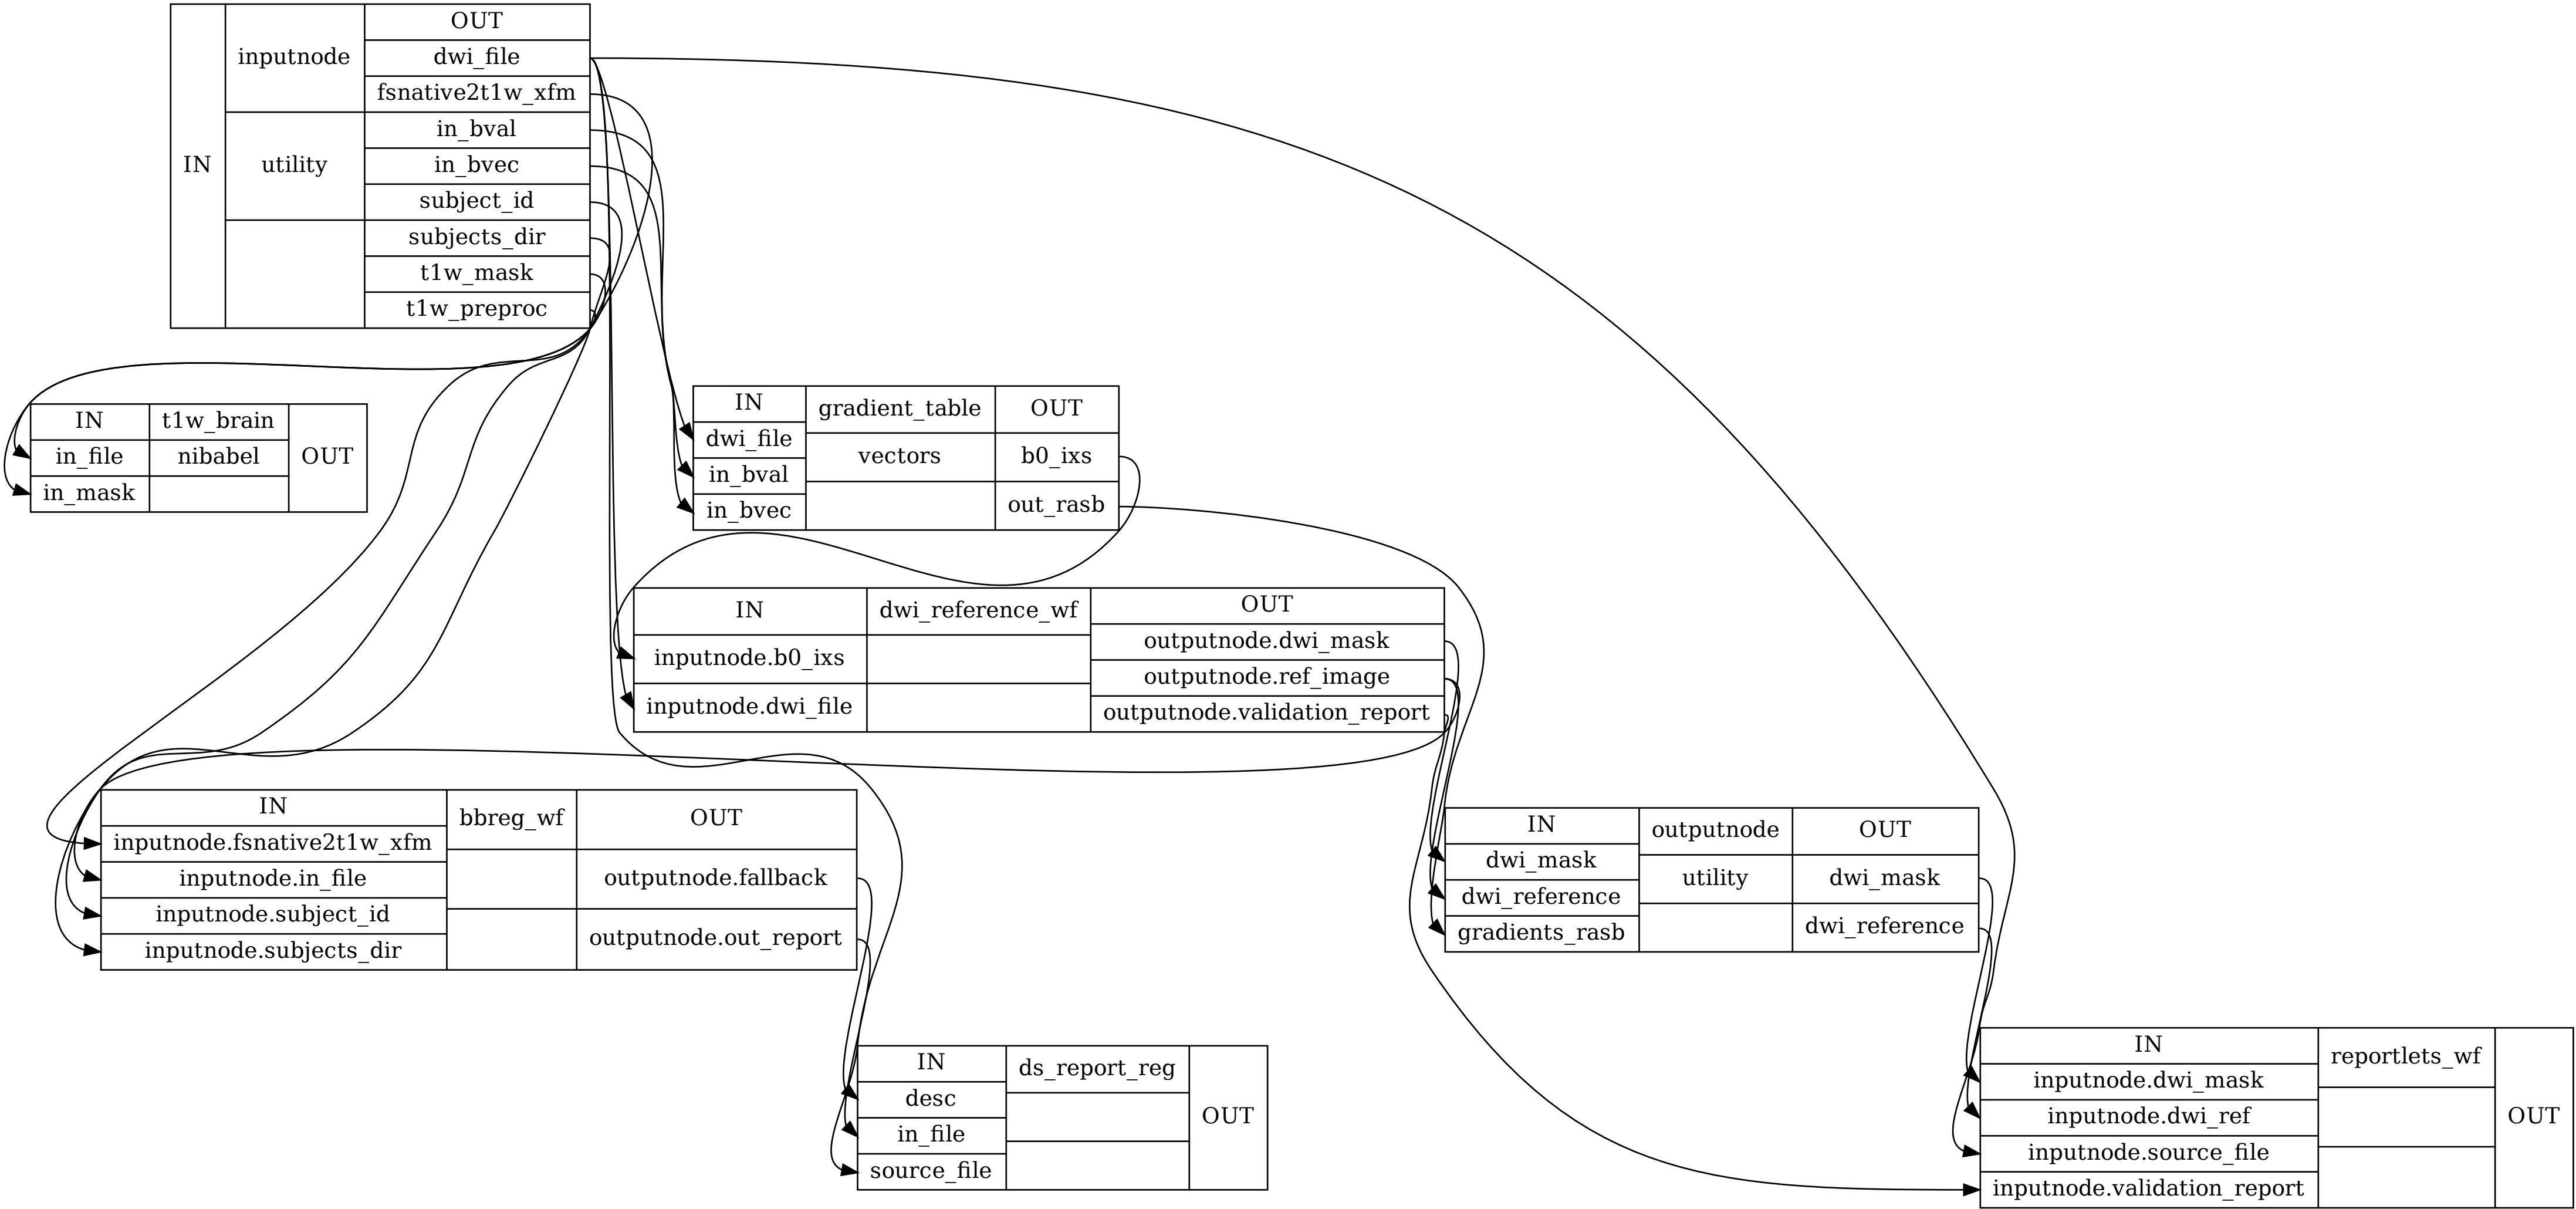 IN
inputnode
utility
OUT
dwi_file
fsnative2t1w_xfm
in_bval
in_bvec
subject_id
subjects_dir
t1w_mask
t1w_preproc
IN
in_file
in_mask
t1w_brain
nibabel
OUT
IN
dwi_file
in_bval
in_bvec
gradient_table
vectors
OUT
b0_ixs
out_rasb
IN
inputnode.b0_ixs
inputnode.dwi_file
dwi_reference_wf
OUT
outputnode.dwi_mask
outputnode.ref_image
outputnode.validation_report
IN
inputnode.fsnative2t1w_xfm
inputnode.in_file
inputnode.subject_id
inputnode.subjects_dir
bbreg_wf
OUT
outputnode.fallback
outputnode.out_report
IN
dwi_mask
dwi_reference
gradients_rasb
outputnode
utility
OUT
dwi_mask
dwi_reference
IN
desc
in_file
source_file
ds_report_reg
OUT
IN
inputnode.dwi_mask
inputnode.dwi_ref
inputnode.source_file
inputnode.validation_report
reportlets_wf
OUT